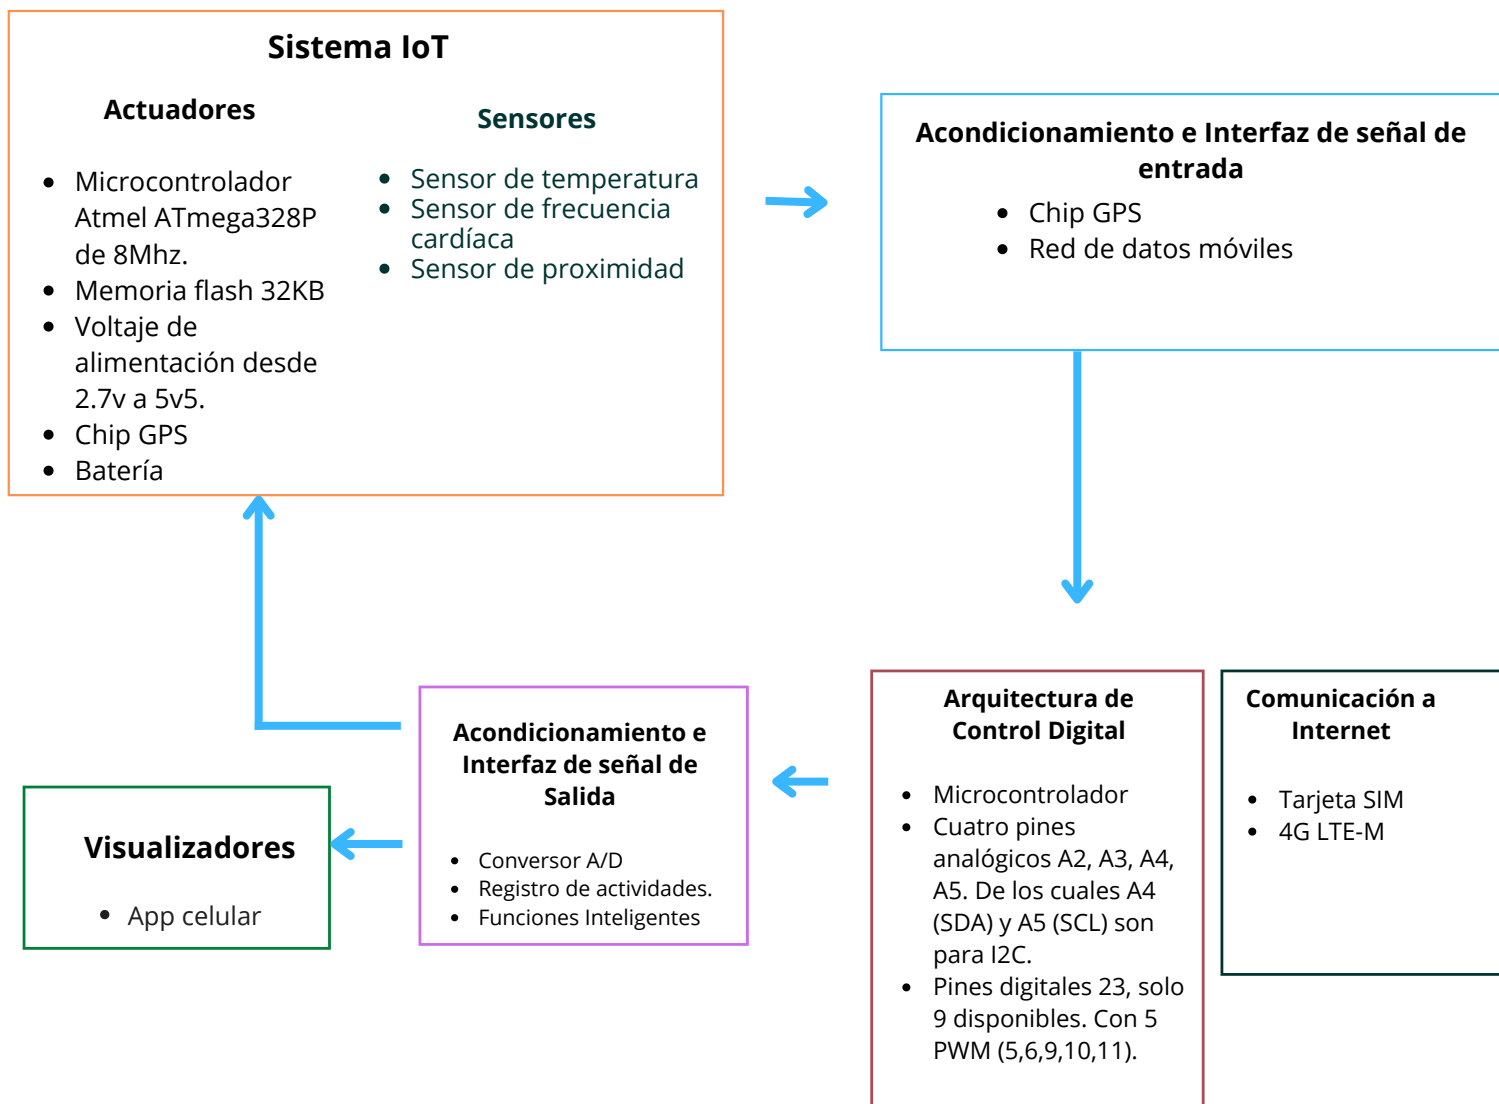 Sistema IoT
Actuadores
Microcontrolador
Atmel ATmega328P
de 8Mhz.
Memoria flash 32KB
Voltaje de
alimentación desde
2.7v a 5v5.
Chip GPS
Batería
Sensores
Sensor de temperatura
Sensor de frecuencia
cardíaca
Sensor de proximidad
Acondicionamiento e Interfaz de señal de
entrada
Chip GPS
Red de datos móviles
Arquitectura de
Control Digital
Microcontrolador
Cuatro pines
analógicos A2, A3, A4,
A5. De los cuales A4
(SDA) y A5 (SCL) son
para I2C.
Pines digitales 23, solo
9 disponibles. Con 5
PWM (5,6,9,10,11).
Comunicación a
Internet
Tarjeta SIM
4G LTE-M
Acondicionamiento e
Interfaz de señal de
Salida
Conversor A/D
Registro de actividades.
Funciones Inteligentes
Visualizadores
App celular